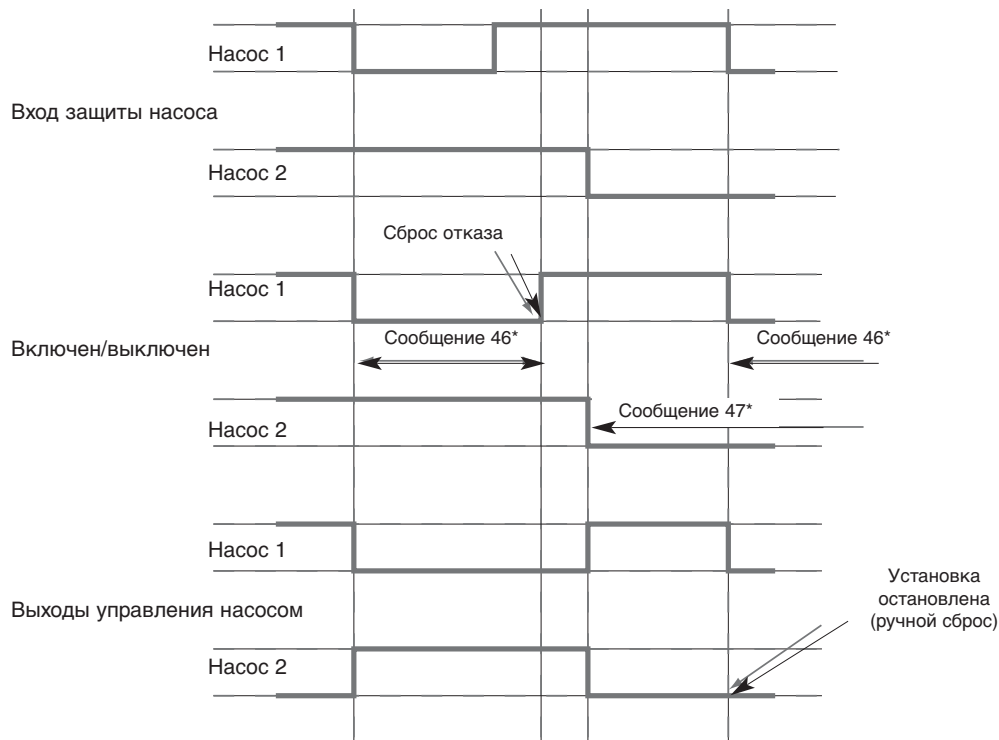 Насос 1
Вход защиты насоса
Насос 2
Сброс отказа
Насос 1
Сообщение 46*
Сообщение 46*
Включен/выключен
Сообщение 47*
Насос 2
Насос 1
Установка
остановлена
(ручной сброс)
Выходы управления насосом
Насос 2